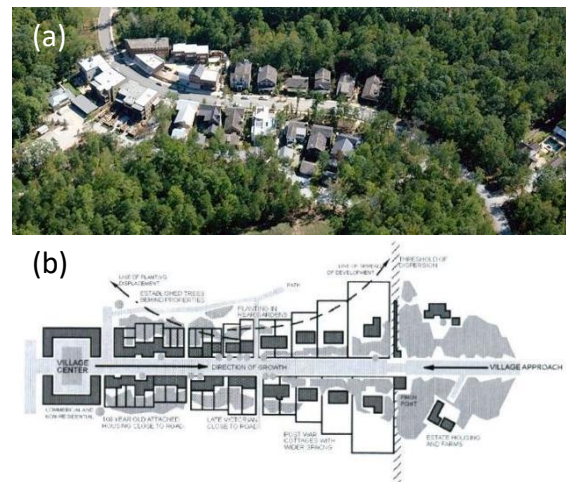 (a)
(b)
LINE OF PLANTING
DISPLACEMENT
ESTABLISHED TREES
BEHIND PROPERTIES
PATH
PLANTING IN
REAR GARDENS
LINE OF SPREAD
OF DEVELOPMENT
THRESHOLD OF
DISPERSION
VILLAGE
CENTER
DIRECTION OF GROWTH
VILLAGE APPROACH
COMMERCIAL AND
NON RESIDENTIAL
100 YEAR OLD ATTACHED
HOUSING CLOSE TO ROAD
LATE VICTORIAN
CLOSE TO ROAD
POST WAR
COTTAGES WITH
WIDER SPACING
PINCH
POINT
ESTATE HOUSING
AND FARMS